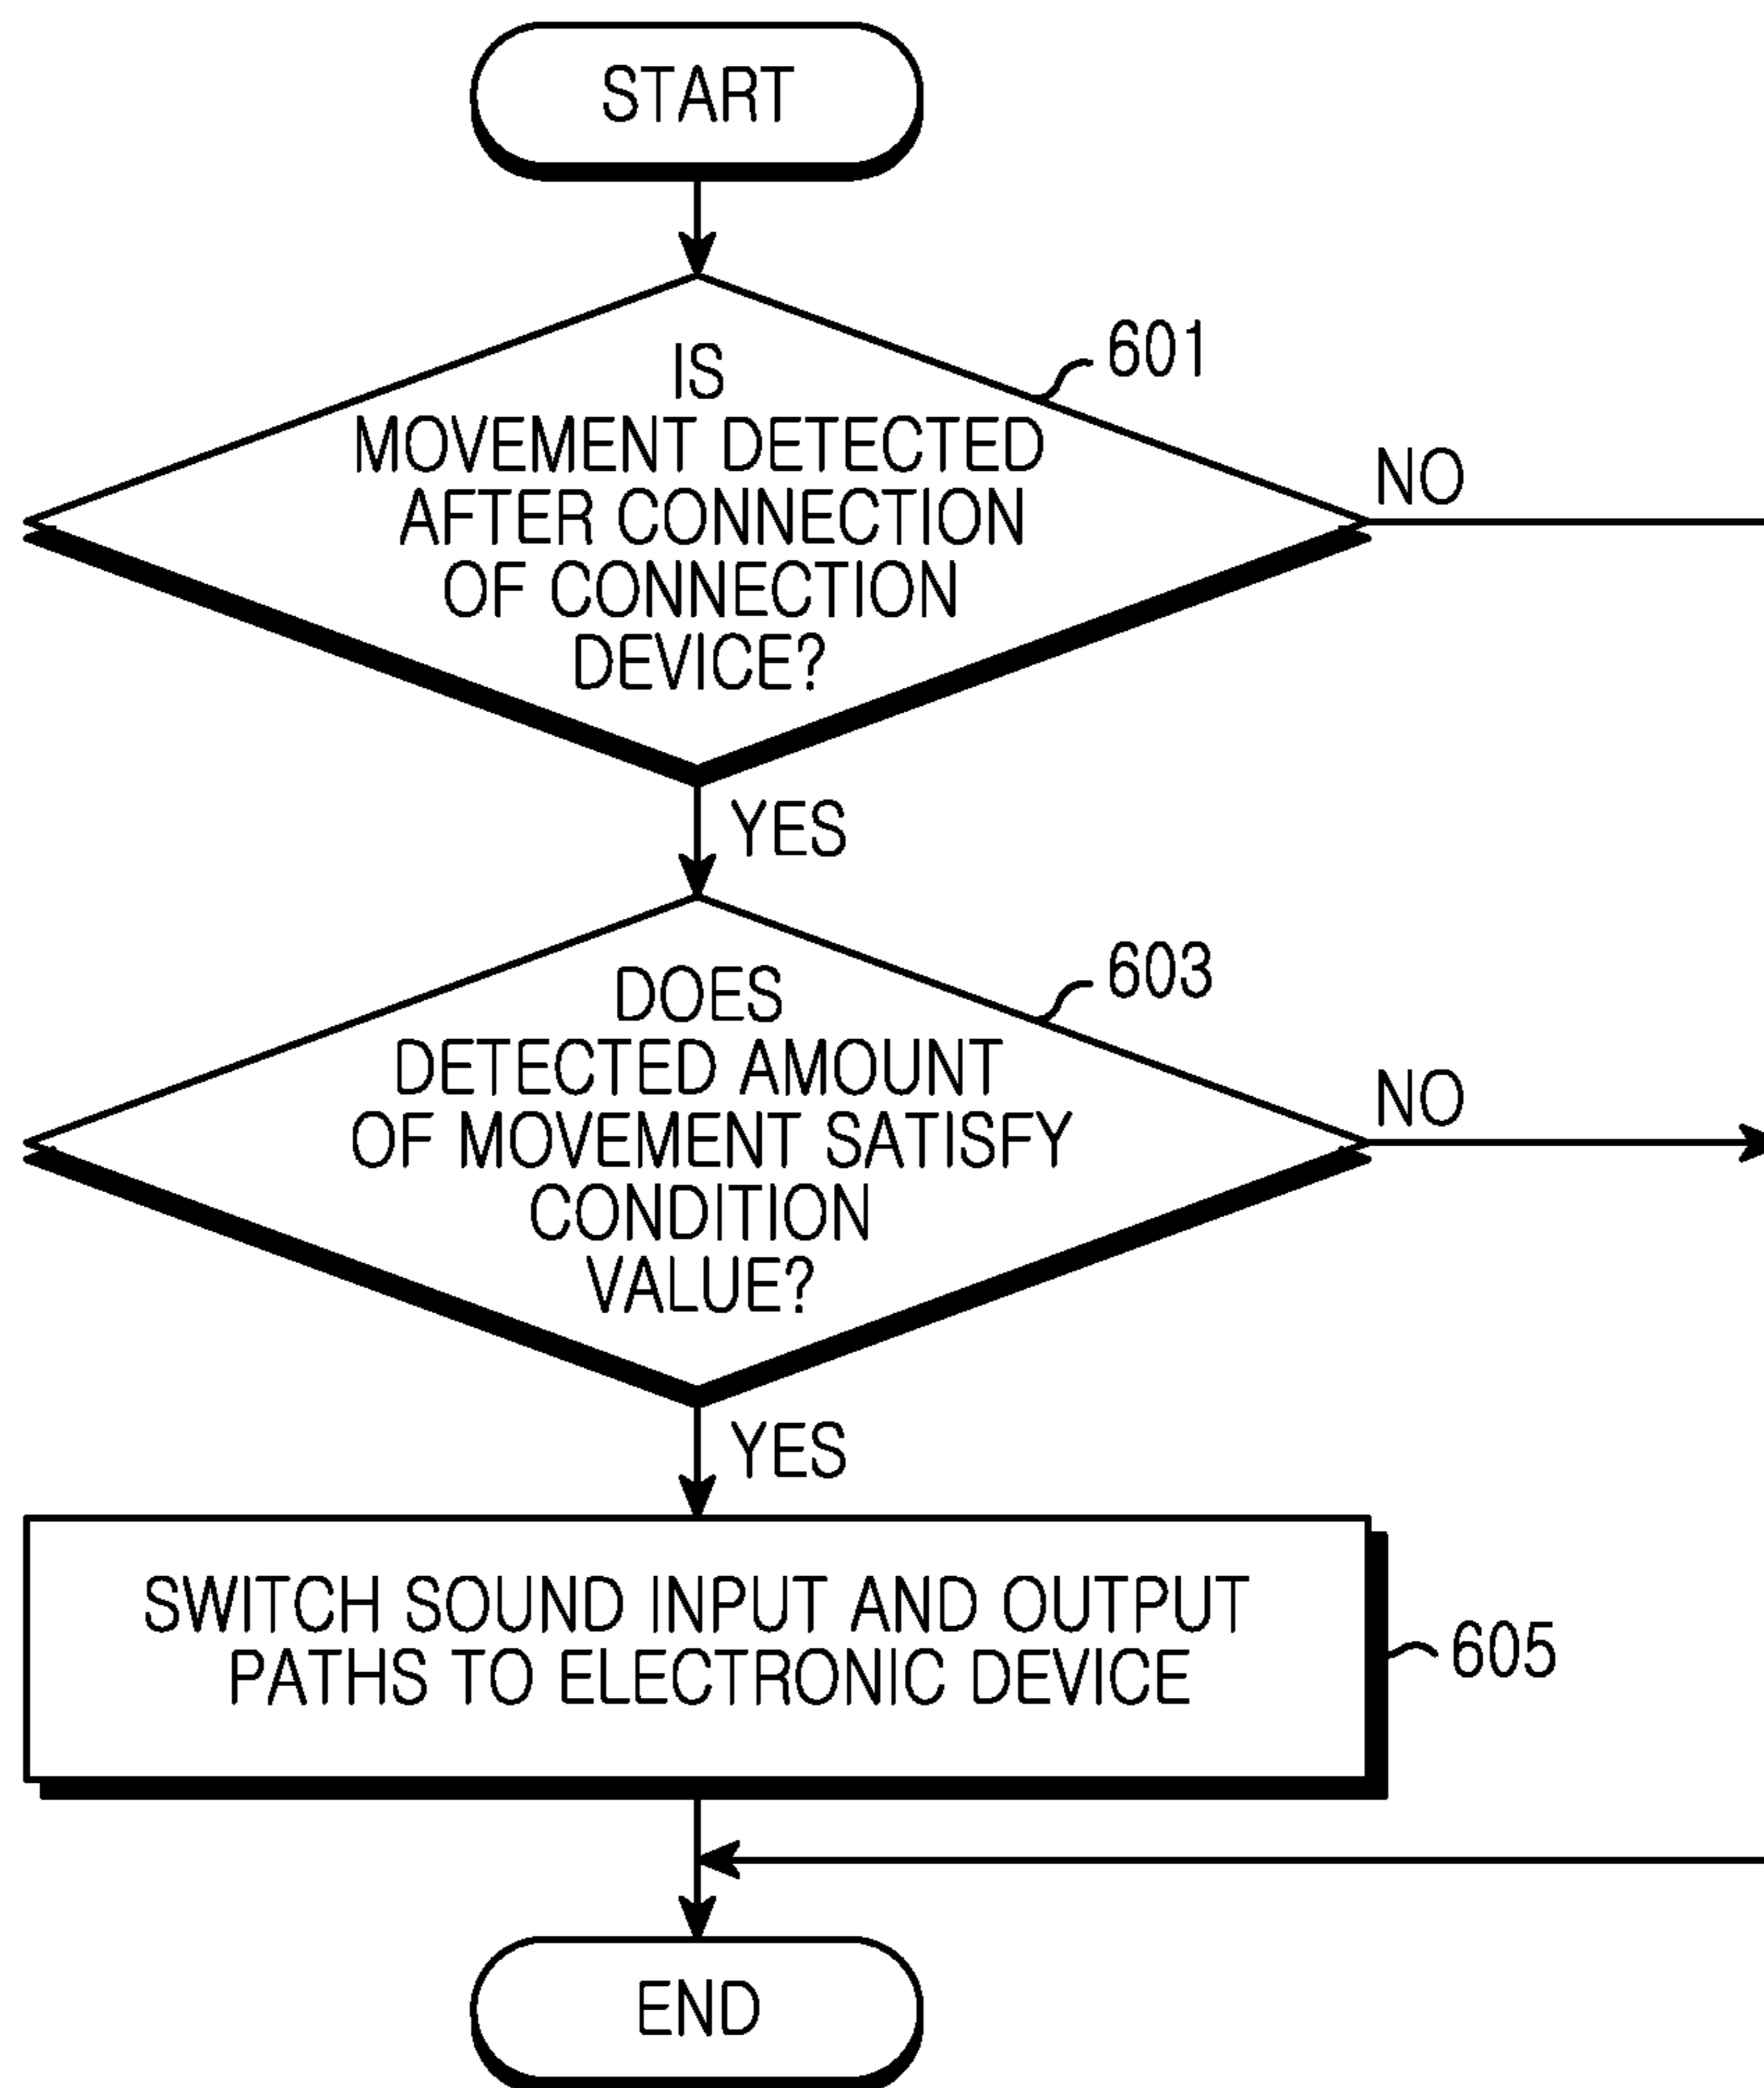 START
601
IS
MOVEMENT DETECTED
AFTER CONNECTION
OF CONNECTION
DEVICE?
NO
YES
603
DOES
DETECTED AMOUNT
OF MOVEMENT SATISFY
CONDITION
VALUE?
NO
YES
SWITCH SOUND INPUT AND OUTPUT
PATHS TO ELECTRONIC DEVICE
605
END